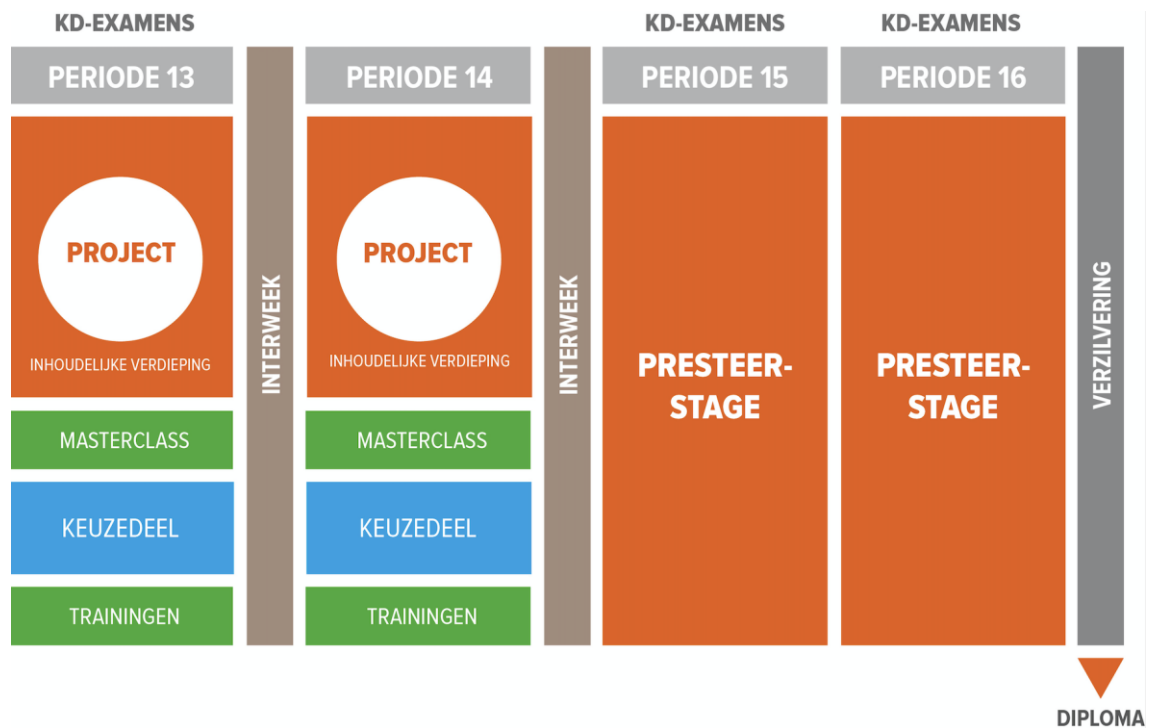 KD-EXAMENS
KD-EXAMENS
KD-EXAMENS
PERIODE 13
PERIODE 14
PERIODE 15
PERIODE 16
PROJECT
INHOUDELIJKE VERDIEPING
MASTERCLASS
KEUZEDEEL
TRAININGEN
INTERWEEK
PROJECT
INHOUDELIJKE VERDIEPING
MASTERCLASS
KEUZEDEEL
TRAININGEN
INTERWEEK
PRESTEER-
STAGE
PRESTEER-
STAGE
VERZILVERING
DIPLOMA